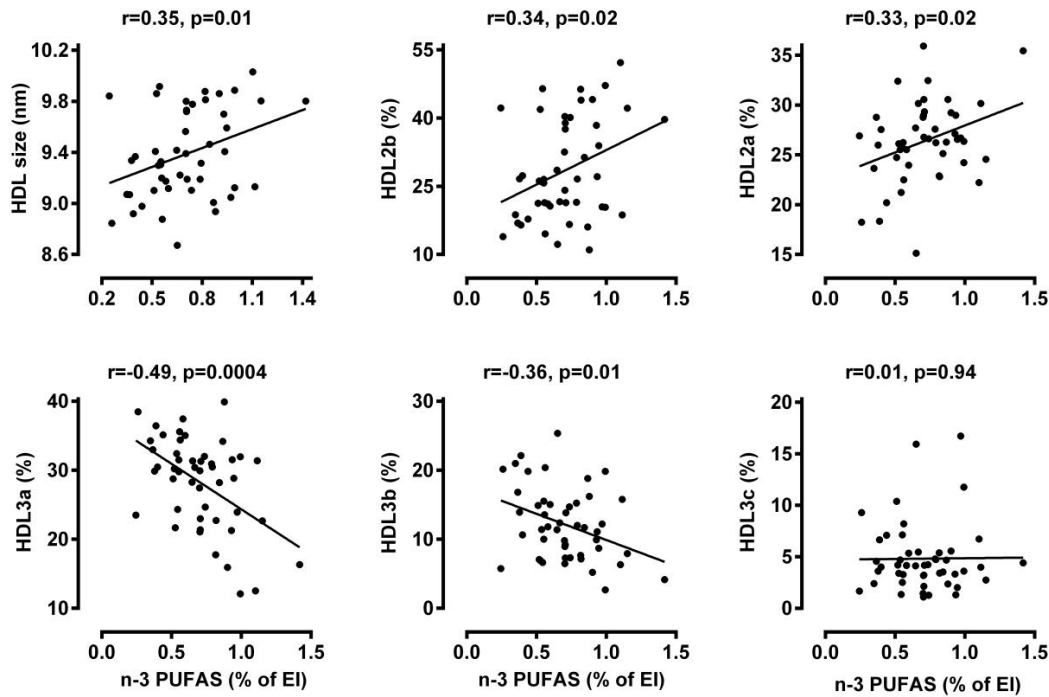 r=0.35, p=0.01
HDL size (nm)
10.2
9.8
9.4
9.0
8.6
0.2 0.6 0.8 1.1 1.4
r=0.34, p=0.02
HDL2b (%)
55
40
25
10
0.0 0.5 1.0 1.5
r=0.33, p=0.02
HDL2a (%)
35
30
25
20
15
0.0 0.5 1.0 1.5
r=-0.49, p=0.0004
HDL3a (%)
40
30
20
10
0.0 0.5 1.0 1.5
n-3 PUFAS (% of EI)
r=-0.36, p=0.01
HDL3b (%)
30
20
10
0
0.0 0.5 1.0 1.5
n-3 PUFAS (% of EI)
r=0.01, p=0.94
HDL3c (%)
20
15
10
5
0
0.0 0.5 1.0 1.5
n-3 PUFAS (% of EI)